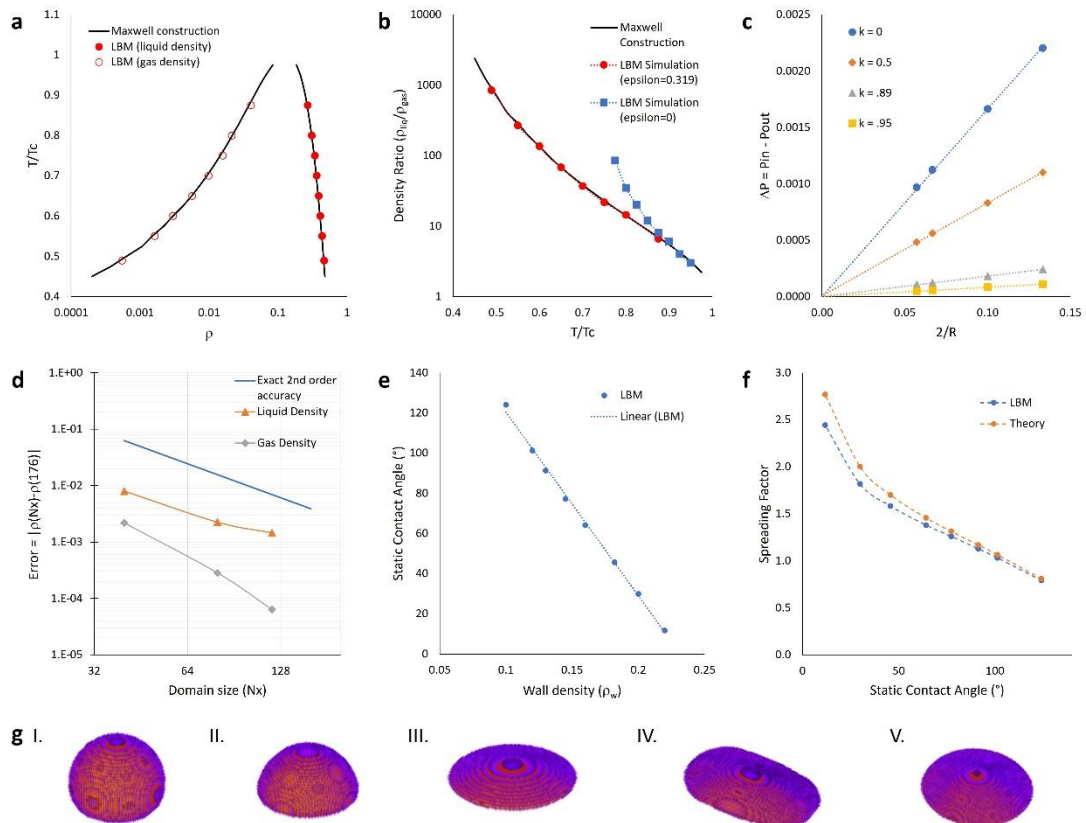 a
1.1
1
0.9
0.8
0.7
0.6
0.5
0.4
T/Tc
0.0001
0.001
0.01
0.1
1
ρ
Maxwell construction
LBM (liquid density)
LBM (gas density)
b
10000
1000
100
10
1
Density Ratio (ρliq/ρgas)
0.4
0.5
0.6
0.7
0.8
0.9
1
T/Tc
Maxwell
Construction
LBM Simulation
(epsilon=0.319)
LBM Simulation
(epsilon=0)
c
0.0025
0.0020
0.0015
0.0010
0.0005
0.0000
ΔP = Pin - Pout
0.00
0.05
0.10
0.15
2/R
k = 0
k = 0.5
k = .89
k = .95
d
1.E+00
1.E-01
1.E-02
1.E-03
1.E-04
1.E-05
Error = |ρ(Nx)-ρ(176)|
32
64
128
Domain size (Nx)
Exact 2nd order
accuracy
Liquid Density
Gas Density
e
140
120
100
80
60
40
20
0
Static Contact Angle (°)
0.05
0.1
0.15
0.2
0.25
Wall density (ρw)
LBM
Linear (LBM)
f
3.0
2.5
2.0
1.5
1.0
0.5
0.0
Spreading Factor
0
50
100
Static Contact Angle (°)
LBM
Theory
g
I.
II.
III.
IV.
V.